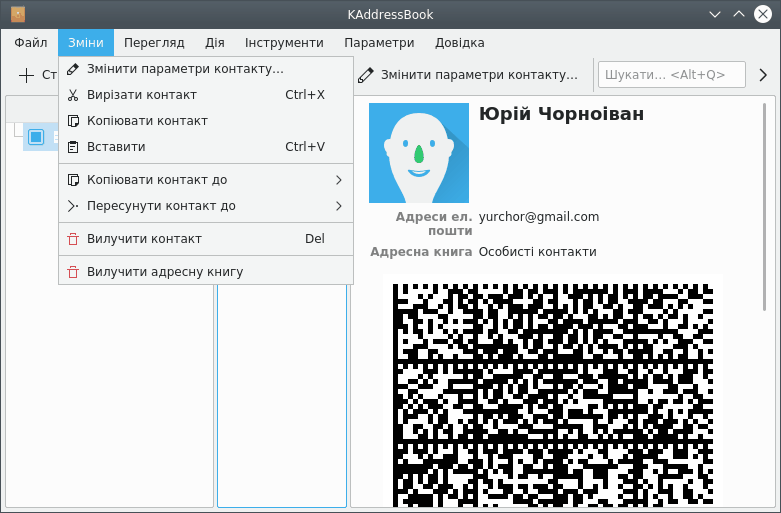 KAddressBook
Файл Зміни Перегляд Дія Інструменти Параметри Довідка
Змінити параметри контакту… Шукати… <Alt+Q>
Змінити параметри контакту…
Вирізати контакт Ctrl+X
Копіювати контакт
Вставити Ctrl+V
Копіювати контакт до
Пересунути контакт до
Вилучити контакт Del
Вилучити адресну книгу
Юрій Чорноіван
Адреси ел. пошти yurchor@gmail.com
Адресна книга Особисті контакти